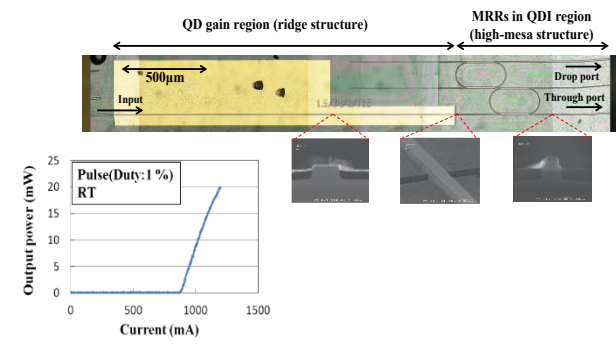 QD gain region (ridge structure)
MRRs in QDI region
(high-mesa structure)
500μm
Input
Drop port
Through port
Output power (mW)
25
20
15
10
5
0
Pulse(Duty:1%)
RT
0
500
1000
1500
Current (mA)